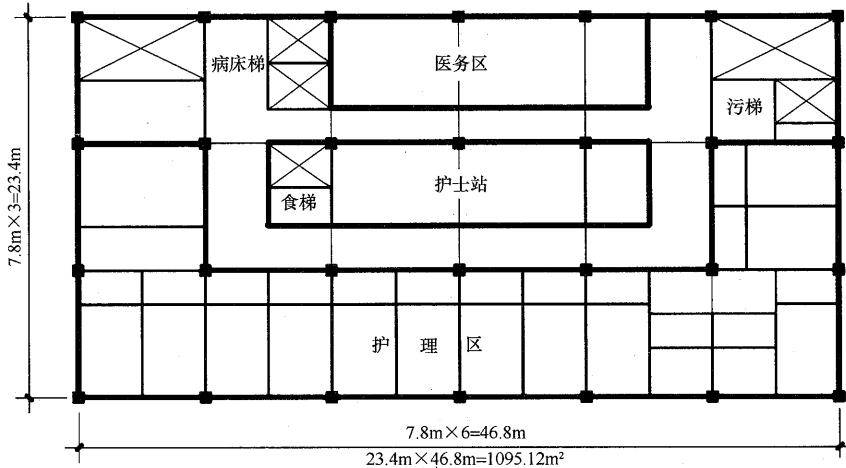 病床梯
医务区
污梯
护士站
食梯
护理区
7.8m×3=23.4m
7.8m×6=46.8m
23.4m×46.8m=1095.12m²